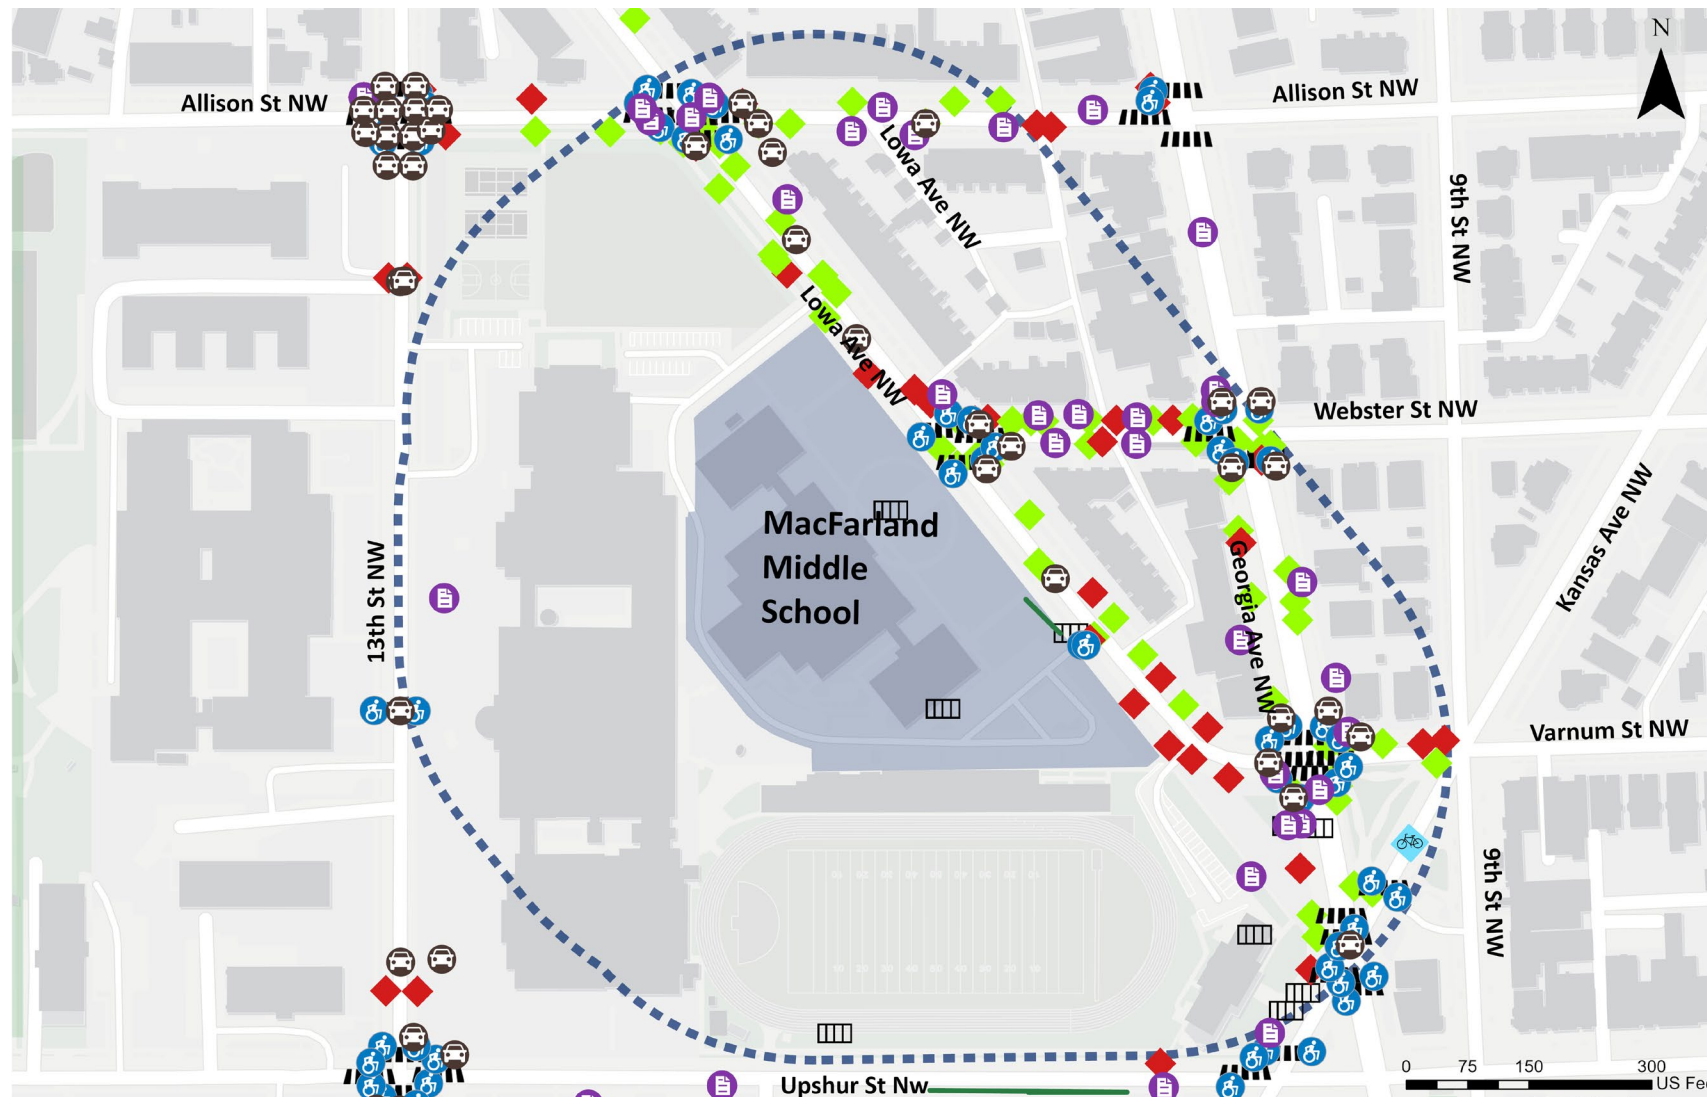 N
Allison St NW
Allison St NW
Lowa Ave NW
9th St NW
Lowa Ave NW
Webster St NW
MacFarland
Middle
School
13th St NW
Georgia Ave NW
Kansas Ave NW
Varnum St NW
9th St NW
0 75 150 300
US Fe
Upshur St Nw